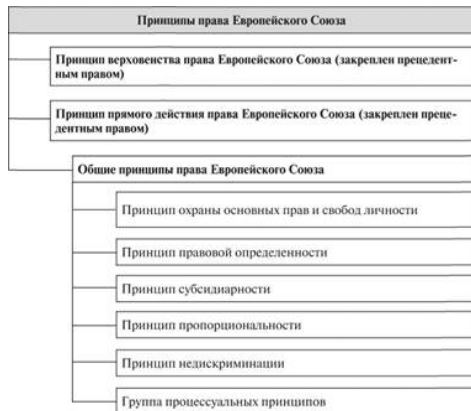 Принципы права Европейского Союза
Принцип верховенства права Европейского Союза (закреплен прецедент-
ным правом)
Принцип прямого действия права Европейского Союза (закреплен преце-
дентным правом)
Общие принципы права Европейского Союза
Принцип охраны основных прав и свобод личности
Принцип правовой определенности
Принцип субсидиарности
Принцип пропорциональности
Принцип недискриминации
Группа процессуальных принципов